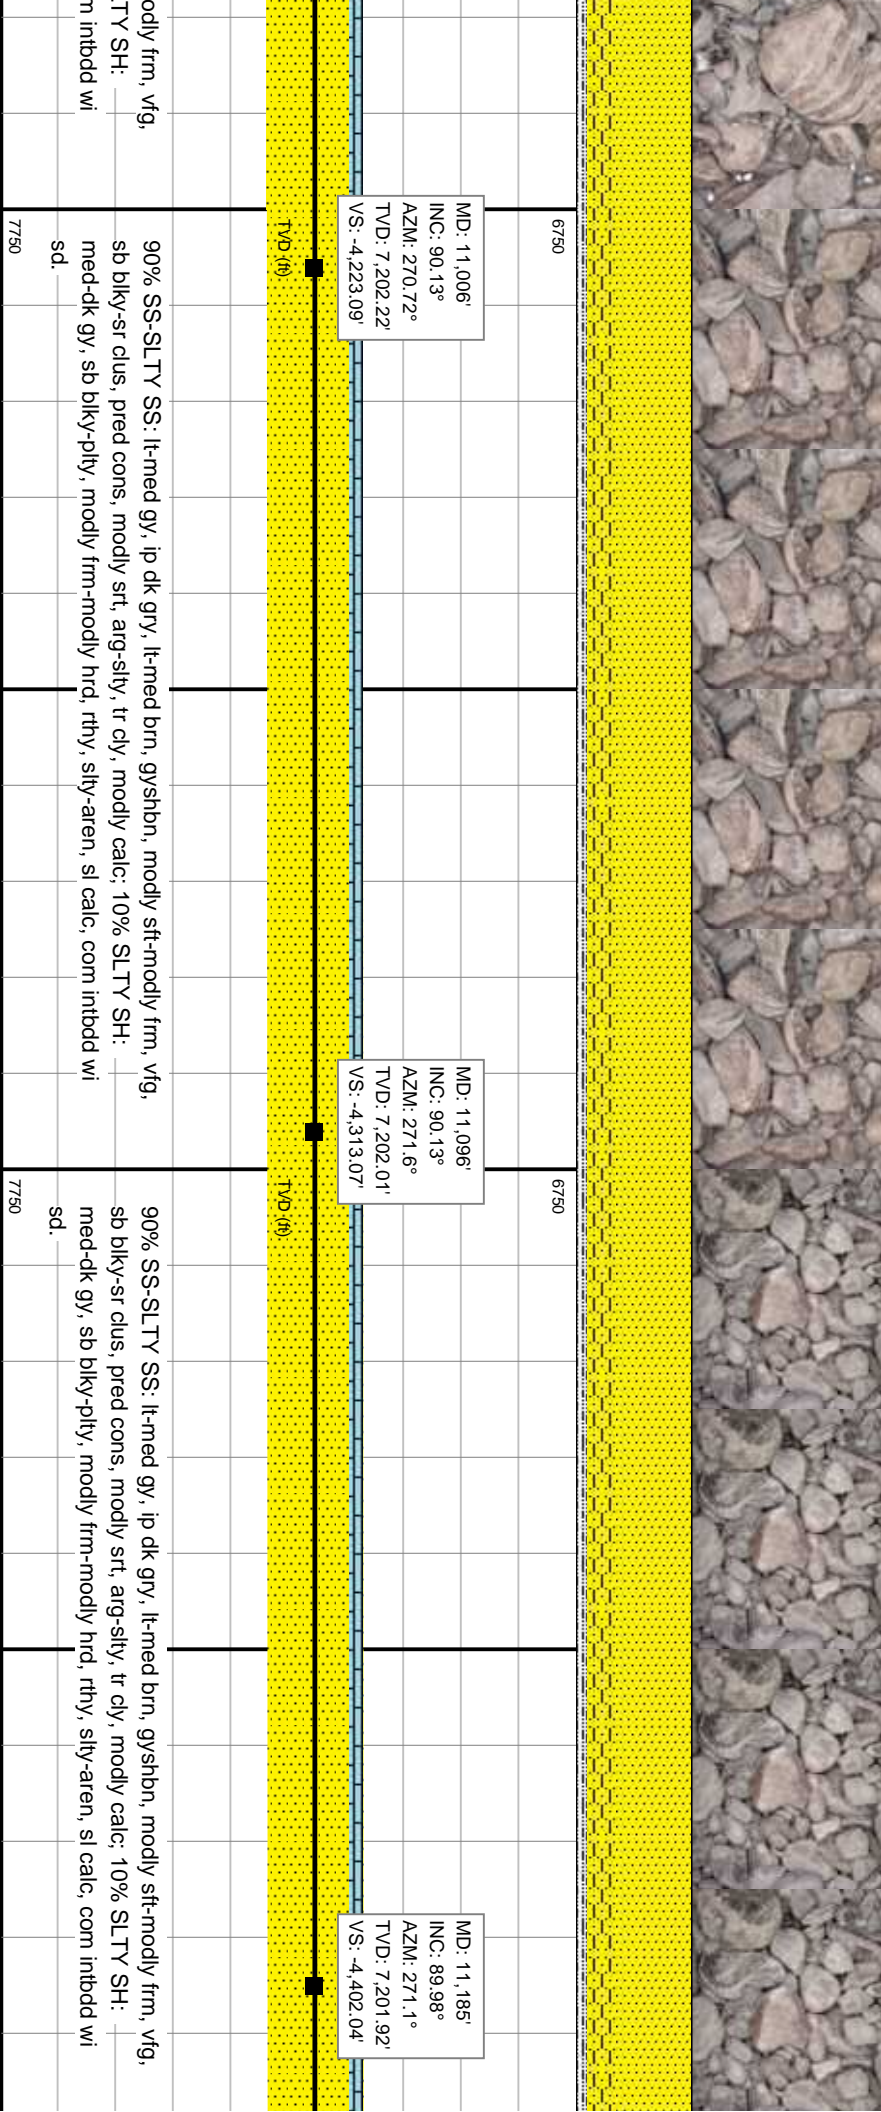 odly frm, vfg,
TY SH:
m intbdd wi
6750
MD: 11,006'
INC: 90.13°
AZM: 270.72°
TVD: 7,202.22'
VS: -4,223.09'
TVD (ft)
90% SS-SLTY SS: lt-med gy, ip dk gry, lt-med brn, gyshbn, modly sft-modly frm, vfg,
sb blky-sr clus, pred cons, modly srt, arg-slty, tr cly, modly calc; 10% SLTY SH:
med-dk gy, sb blky-plty, modly frm-modly hrd, rthy, slty-aren, sl calc, com intbdd wi
sd.
7750
MD: 11,096'
INC: 90.13°
AZM: 271.6°
TVD: 7,202.01'
VS: -4,313.07'
6750
TVD (ft)
90% SS-SLTY SS: lt-med gy, ip dk gry, lt-med brn, gyshbn, modly sft-modly frm, vfg,
sb blky-sr clus, pred cons, modly srt, arg-slty, tr cly, modly calc; 10% SLTY SH:
med-dk gy, sb blky-plty, modly frm-modly hrd, rthy, slty-aren, sl calc, com intbdd wi
sd.
7750
MD: 11,185'
INC: 89.98°
AZM: 271.1°
TVD: 7,201.92'
VS: -4,402.04'